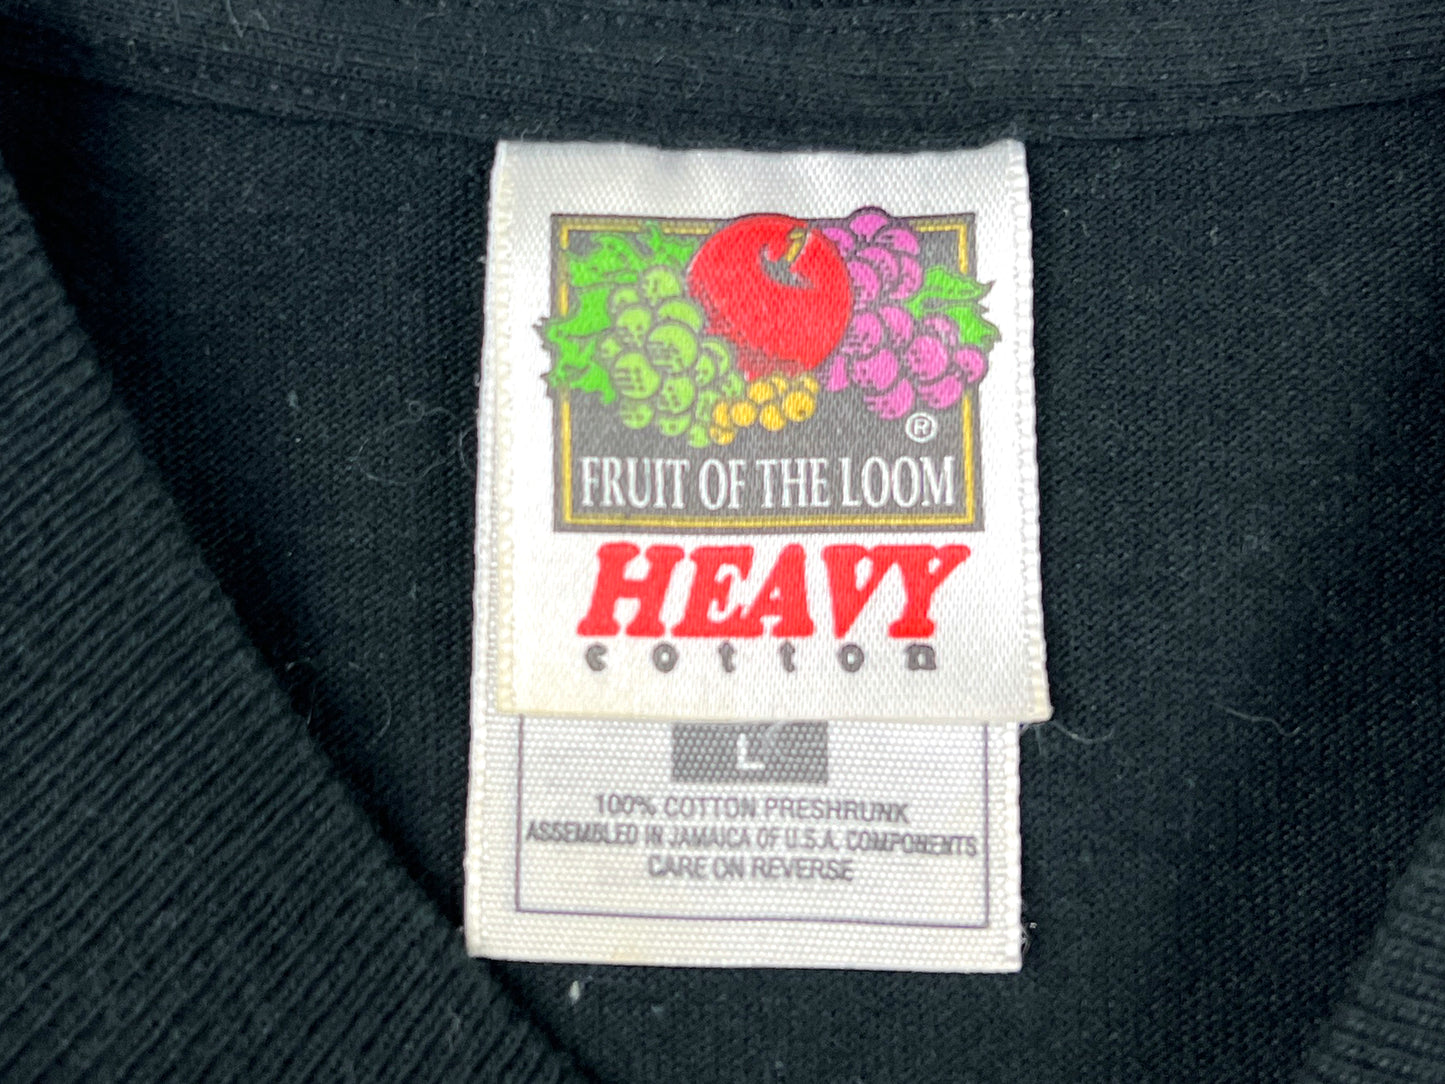 ®
FRUIT OF THE LOOM
HEAVY
cotton
L
100% COTTON PRESHRUNK
ASSEMBLED IN JAMAICA OF U.S.A. COMPONENTS
CARE ON REVERSE